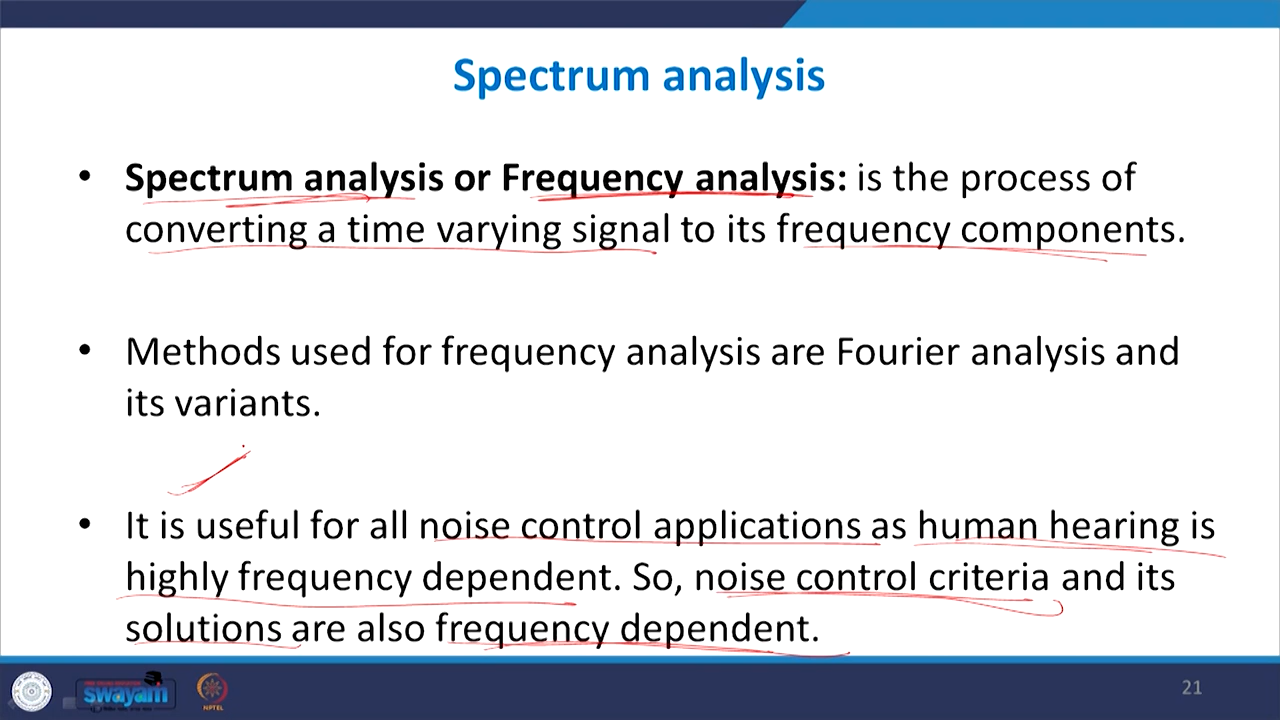 Spectrum analysis
• Spectrum analysis or Frequency analysis: is the process of
converting a time varying signal to its frequency components.
• Methods used for frequency analysis are Fourier analysis and
its variants.
• It is useful for all noise control applications as human hearing is
highly frequency dependent. So, noise control criteria and its
solutions are also frequency dependent.
swayam
NPTEL
21